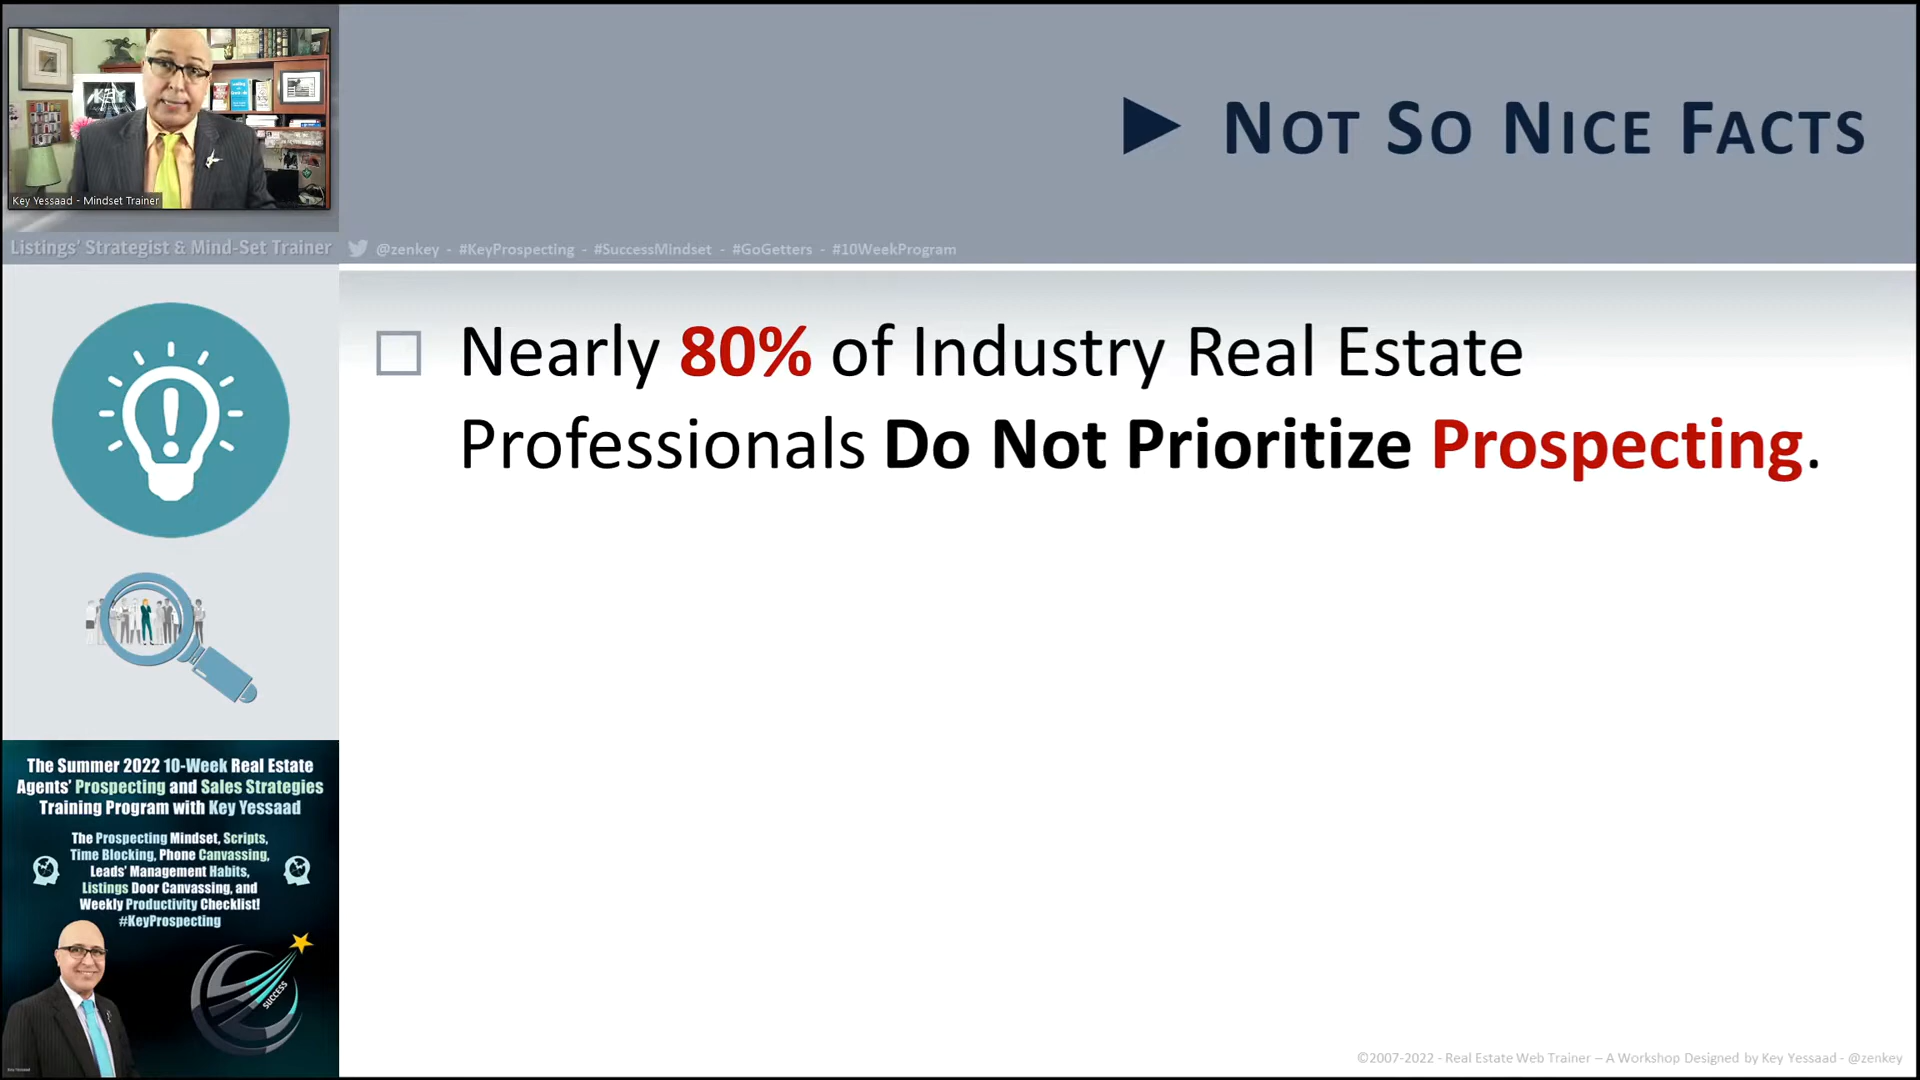 KEY
Key Yessaad - Mindset Trainer
Listings' Strategist & Mind-Set Trainer
@zenkey - #KeyProspecting - #SuccessMindset - #GoGetters - #10WeekProgram
► NOT SO NICE FACTS
Nearly 80% of Industry Real Estate
Professionals Do Not Prioritize Prospecting.
The Summer 2022 10-Week Real Estate
Agents' Prospecting and Sales Strategies
Training Program with Key Yessaad
The Prospecting Mindset, Scripts,
Time Blocking, Phone Canvassing,
Leads' Management Habits,
Listings Door Canvassing, and
Weekly Productivity Checklist!
#KeyProspecting
SUCCESS
Key Yessaad
©2007-2022 - Real Estate Web Trainer – A Workshop Designed by Key Yessaad - @zenkey